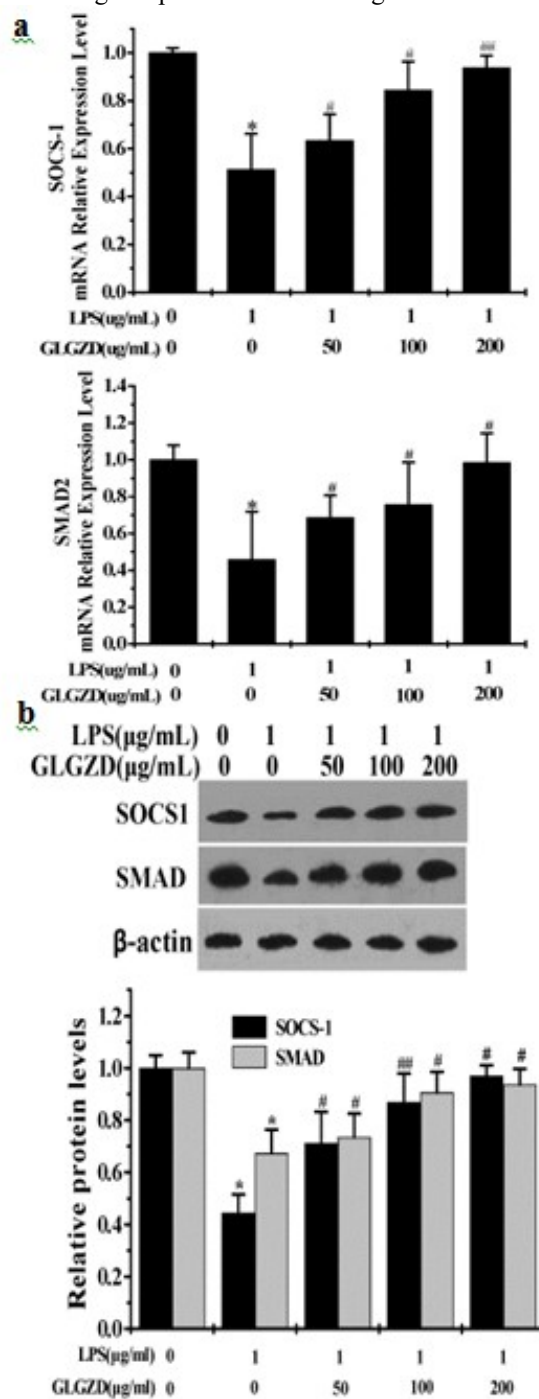 a
SOCS-1
mRNA Relative Expression Level
1.0
0.8
0.6
0.4
0.2
0.0
*
#
#
##
LPS(ug/mL) 0 1 1 1 1
GLGZD(ug/mL) 0 0 50 100 200
SMAD2
mRNA Relative Expression Level
1.4
1.2
1.0
0.8
0.6
0.4
0.2
0.0
*
#
#
#
LPS(ug/mL) 0 1 1 1 1
GLGZD(ug/mL) 0 0 50 100 200
b
LPS(μg/mL) 0 1 1 1 1
GLGZD(μg/mL) 0 0 50 100 200
SOCS1
SMAD
β-actin
Relative protein levels
1.2
1.0
0.8
0.6
0.4
0.2
0.0
SOCS-1
SMAD
* * # # ## # # #
LPS(μg/ml) 0 1 1 1 1
GLGZD(μg/ml) 0 0 50 100 200